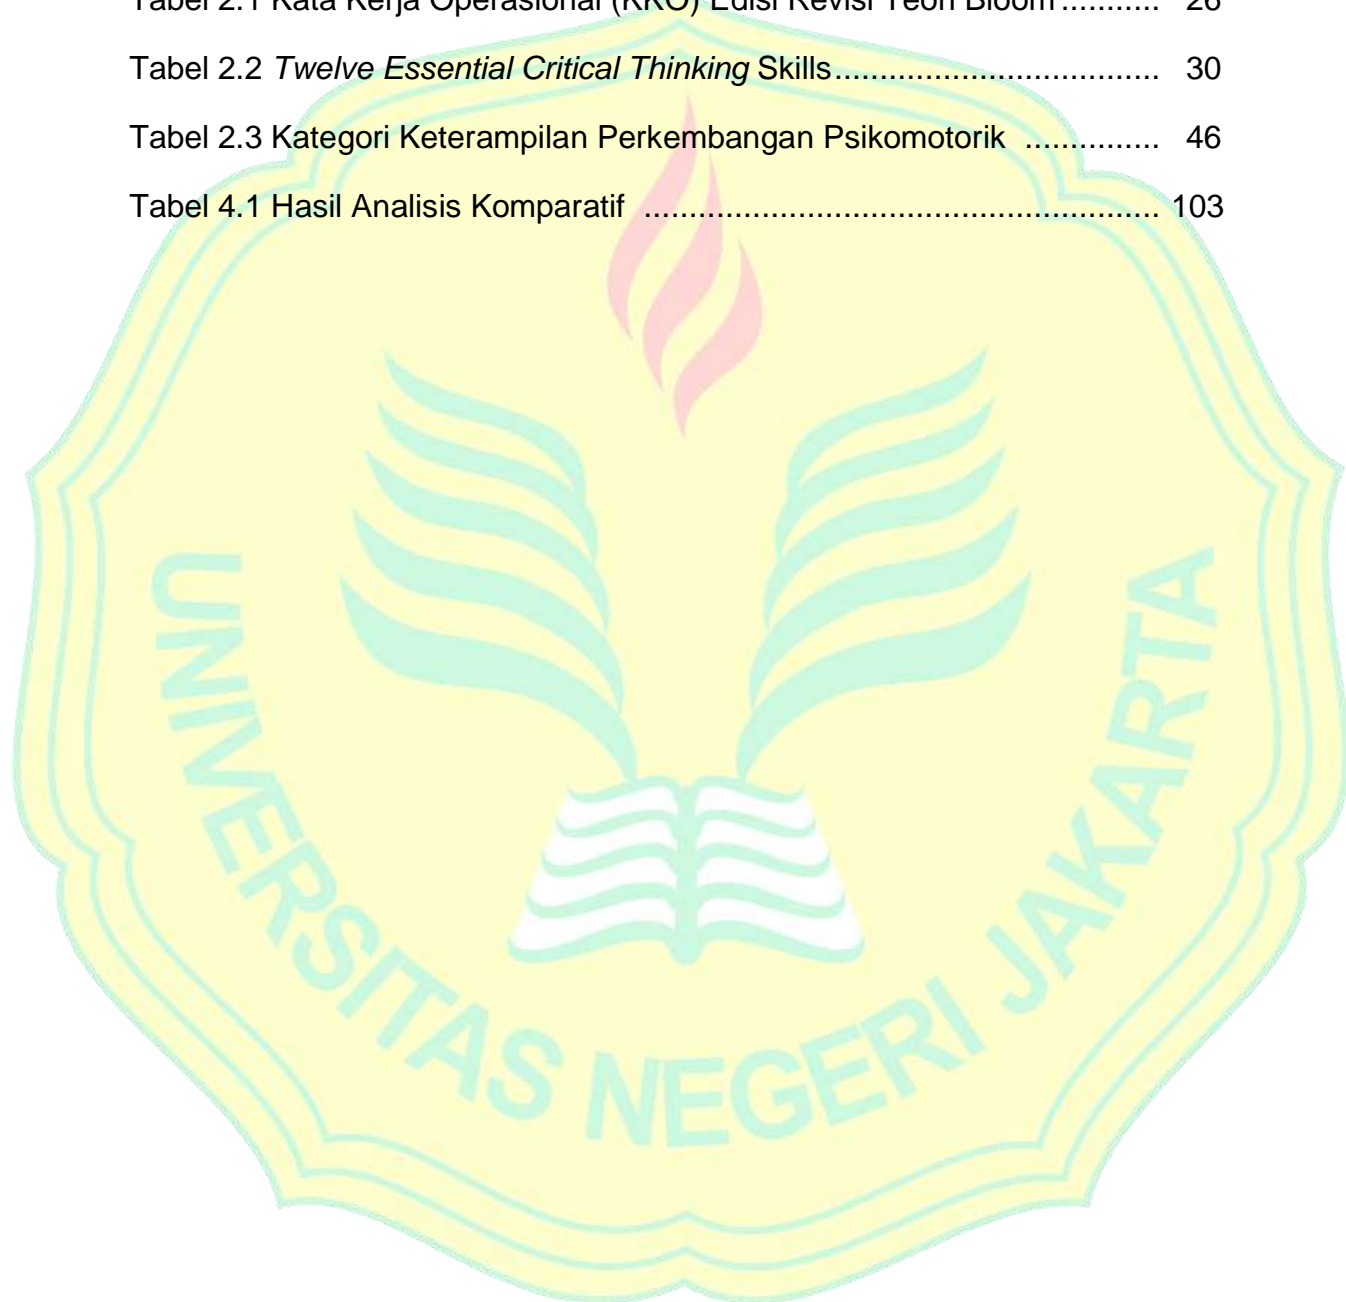 Tabel 2.1 Kata Kerja Operasional (KKO) Edisi Revisi Teori Bloom ........... 26
Tabel 2.2 Twelve Essential Critical Thinking Skills.................................... 30
Tabel 2.3 Kategori Keterampilan Perkembangan Psikomotorik ............... 46
Tabel 4.1 Hasil Analisis Komparatif ......................................................... 103
UNIVERSITAS NEGERI JAKARTA